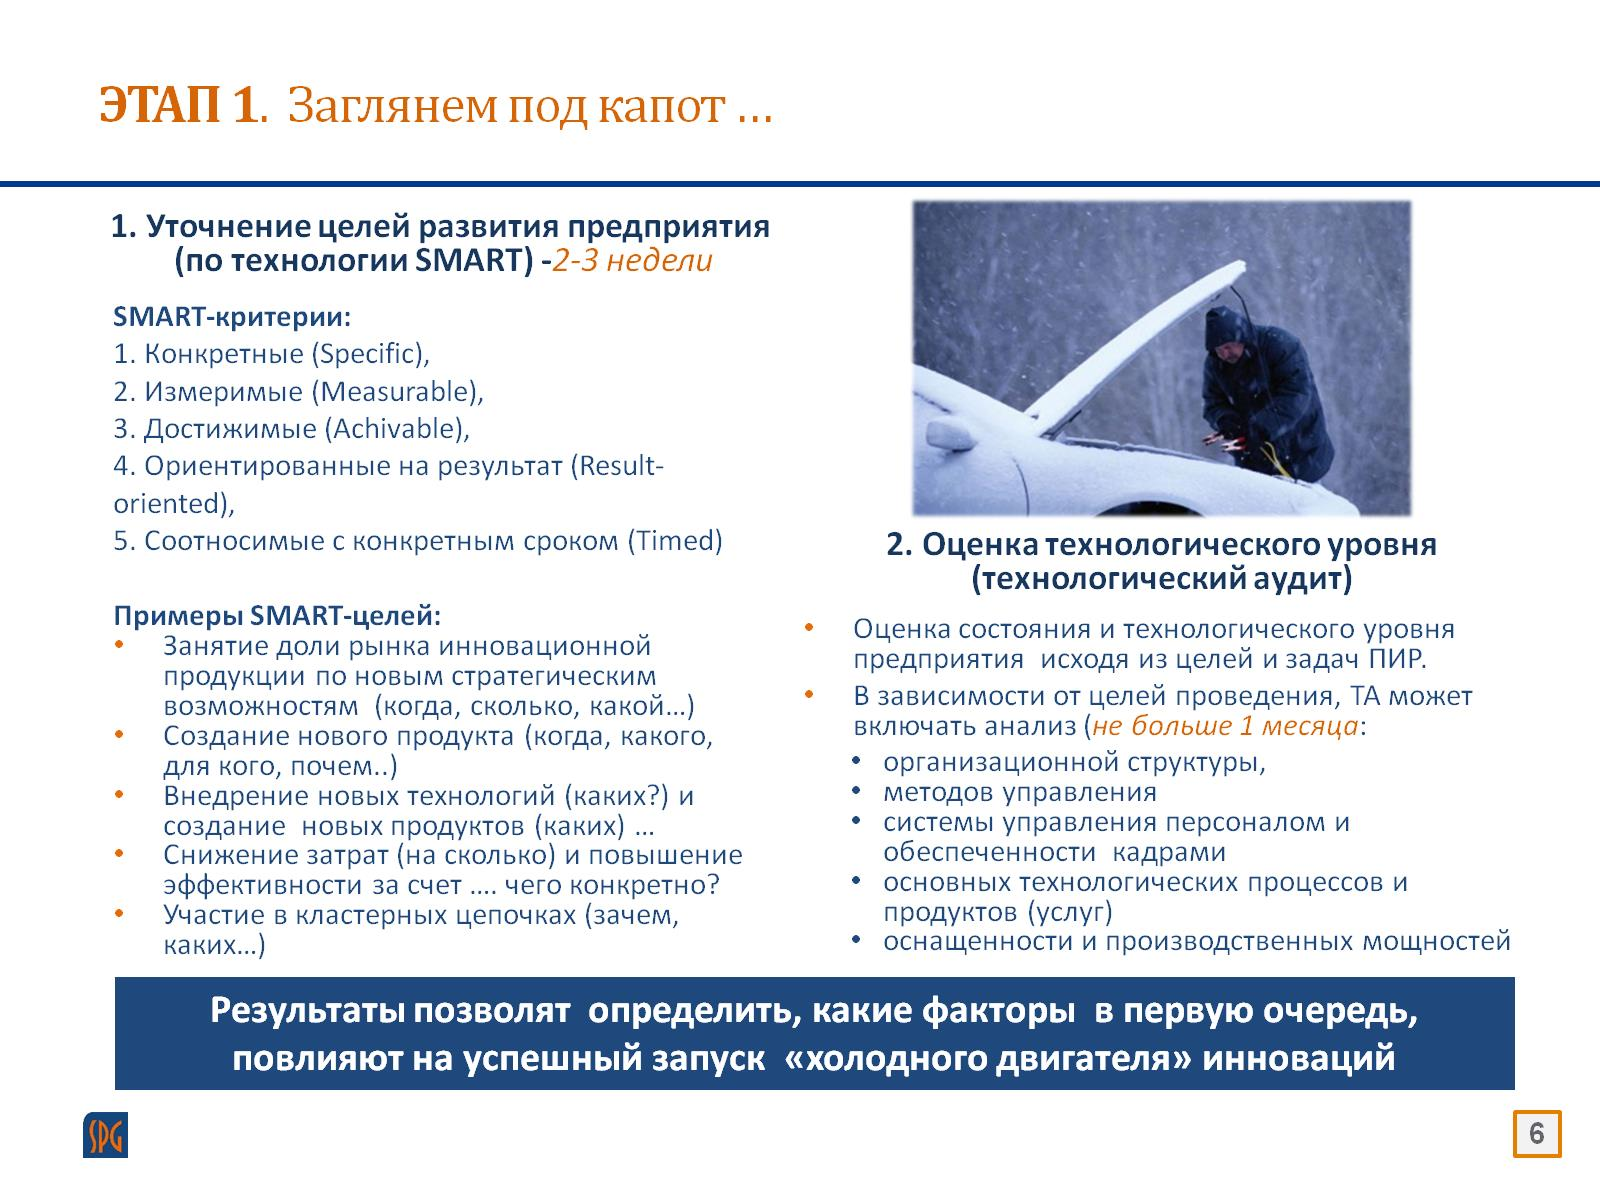 ЭТАП 1. Заглянем под капот ...
1. Уточнение целей развития предприятия
(по технологии SMART) -2-3 недели
SMART-критерии:
1. Конкретные (Specific),
2. Измеримые (Measurable),
3. Достижимые (Achivable),
4. Ориентированные на результат (Result-
oriented),
5. Соотносимые с конкретным сроком (Timed)
Примеры SMART-целей:
• Занятие доли рынка инновационной
продукции по новым стратегическим
возможностям (когда, сколько, какой…)
• Создание нового продукта (когда, какого,
для кого, почем..)
• Внедрение новых технологий (каких?) и
создание новых продуктов (каких) …
• Снижение затрат (на сколько) и повышение
эффективности за счет …. чего конкретно?
• Участие в кластерных цепочках (зачем,
каких…)
2. Оценка технологического уровня
(технологический аудит)
• Оценка состояния и технологического уровня
предприятия исходя из целей и задач ПИР.
• В зависимости от целей проведения, ТА может
включать анализ (не больше 1 месяца:
• организационной структуры,
• методов управления
• системы управления персоналом и
обеспеченности кадрами
• основных технологических процессов и
продуктов (услуг)
• оснащенности и производственных мощностей
Результаты позволят определить, какие факторы в первую очередь,
повлияют на успешный запуск «холодного двигателя» инноваций
SPG
6